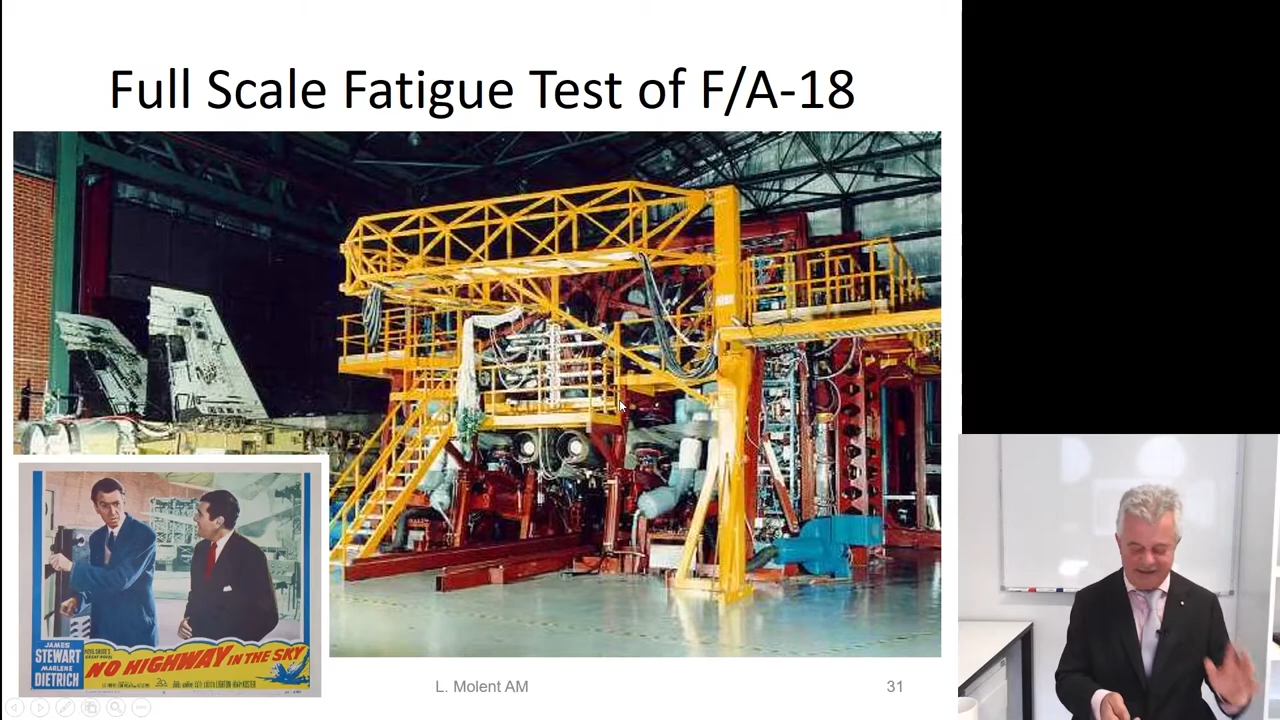 Full Scale Fatigue Test of F/A-18
JAMES
STEWART
MARLENE
DIETRICH
NO HIGHWAY IN THE SKY
L. Molent AM
31